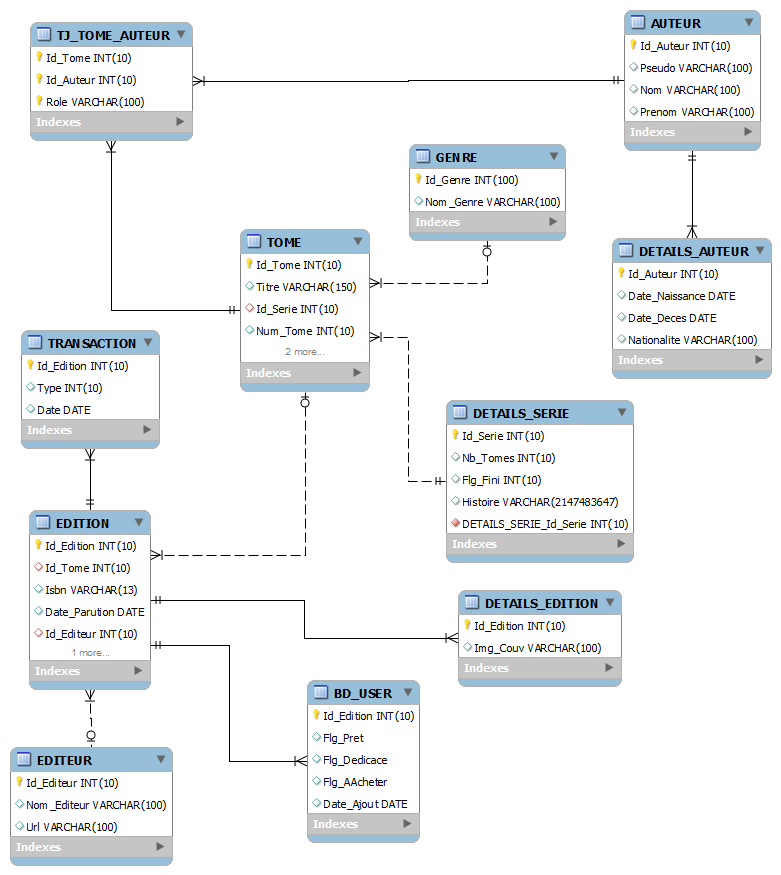 TJ_TOME_AUTEUR
Id_Tome INT(10)
Id_Auteur INT(10)
Role VARCHAR(100)
Indexes
AUTEUR
Id_Auteur INT(10)
Pseudo VARCHAR(100)
Nom VARCHAR(100)
Prenom VARCHAR(100)
Indexes
GENRE
Id_Genre INT(100)
Nom_Genre VARCHAR(100)
Indexes
TOME
Id_Tome INT(10)
Titre VARCHAR(150)
Id_Serie INT(10)
Num_Tome INT(10)
2 more...
Indexes
DETAILS_AUTEUR
Id_Auteur INT(10)
Date_Naissance DATE
Date_Deces DATE
Nationalite VARCHAR(100)
Indexes
TRANSACTION
Id_Edition INT(10)
Type INT(10)
Date DATE
Indexes
DETAILS_SERIE
Id_Serie INT(10)
Nb_Tomes INT(10)
Flg_Fini INT(10)
Histoire VARCHAR(2147483647)
DETAILS_SERIE_Id_Serie INT(10)
Indexes
EDITION
Id_Edition INT(10)
Id_Tome INT(10)
Isbn VARCHAR(13)
Date_Parution DATE
Id_Editeur INT(10)
1 more...
Indexes
DETAILS_EDITION
Id_Edition INT(10)
Img_Couv VARCHAR(100)
Indexes
BD_USER
Id_Edition INT(10)
Flg_Pret
Flg_Dedicace
Flg_AAcheter
Date_Ajout DATE
Indexes
EDITEUR
Id_Editeur INT(10)
Nom_Editeur VARCHAR(100)
Url VARCHAR(100)
Indexes